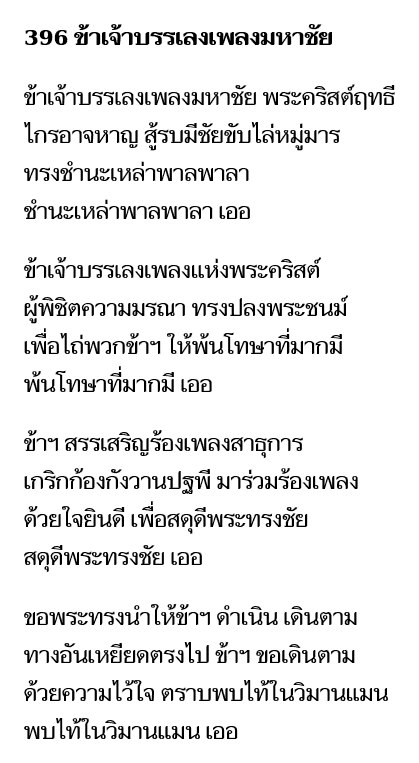 396 ข้าเจ้าบรรเลงเพลงมหาชัย
ข้าเจ้าบรรเลงเพลงมหาชัย พระคริสต์ฤทธี
ไกรอาจหาญ สู้รบมีชัยขับไล่หมู่มาร
ทรงชำนะเหล่าพาลพาลา
ชำนะเหล่าพาลพาลา เออ
ข้าเจ้าบรรเลงเพลงแห่งพระคริสต์
ผู้พิชิตความมรณา ทรงปลงพระชนม์
เพื่อไถ่พวกข้าฯ ให้พ้นโทษาที่มากมี
พ้นโทษาที่มากมี เออ
ข้าฯ สรรเสริญร้องเพลงสาธุการ
เกริกก้องกังวานปฐพี มาร่วมร้องเพลง
ด้วยใจยินดี เพื่อสดุดีพระทรงชัย
สดุดีพระทรงชัย เออ
ขอพระทรงนำให้ข้าฯ ดำเนิน เดินตาม
ทางอันเหยียดตรงไป ข้าฯ ขอเดินตาม
ด้วยความไว้ใจ ตราบพบไท้ในวิมานแมน
พบไท้ในวิมานแมน เออ